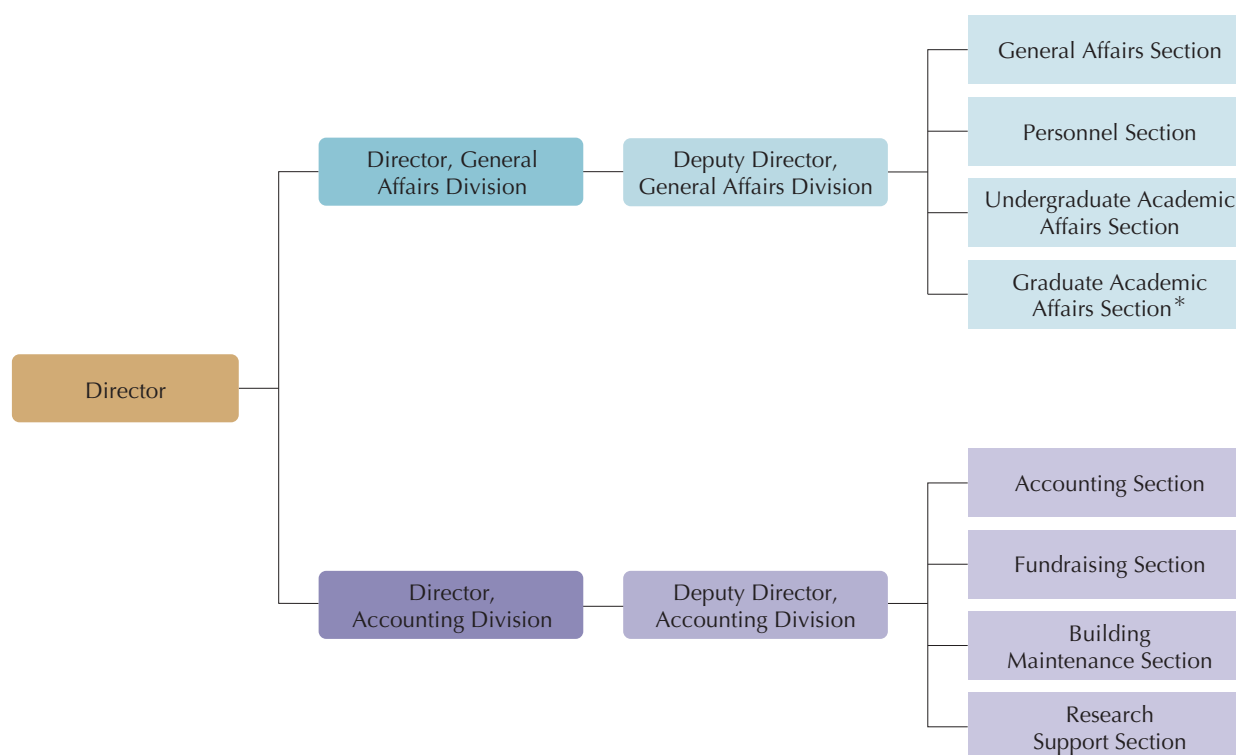 General Affairs Section
Personnel Section
Director, General
Affairs Division
Deputy Director,
General Affairs Division
Undergraduate Academic
Affairs Section
Graduate Academic
Affairs Section*
Director
Accounting Section
Fundraising Section
Director,
Accounting Division
Deputy Director,
Accounting Division
Building
Maintenance Section
Research
Support Section